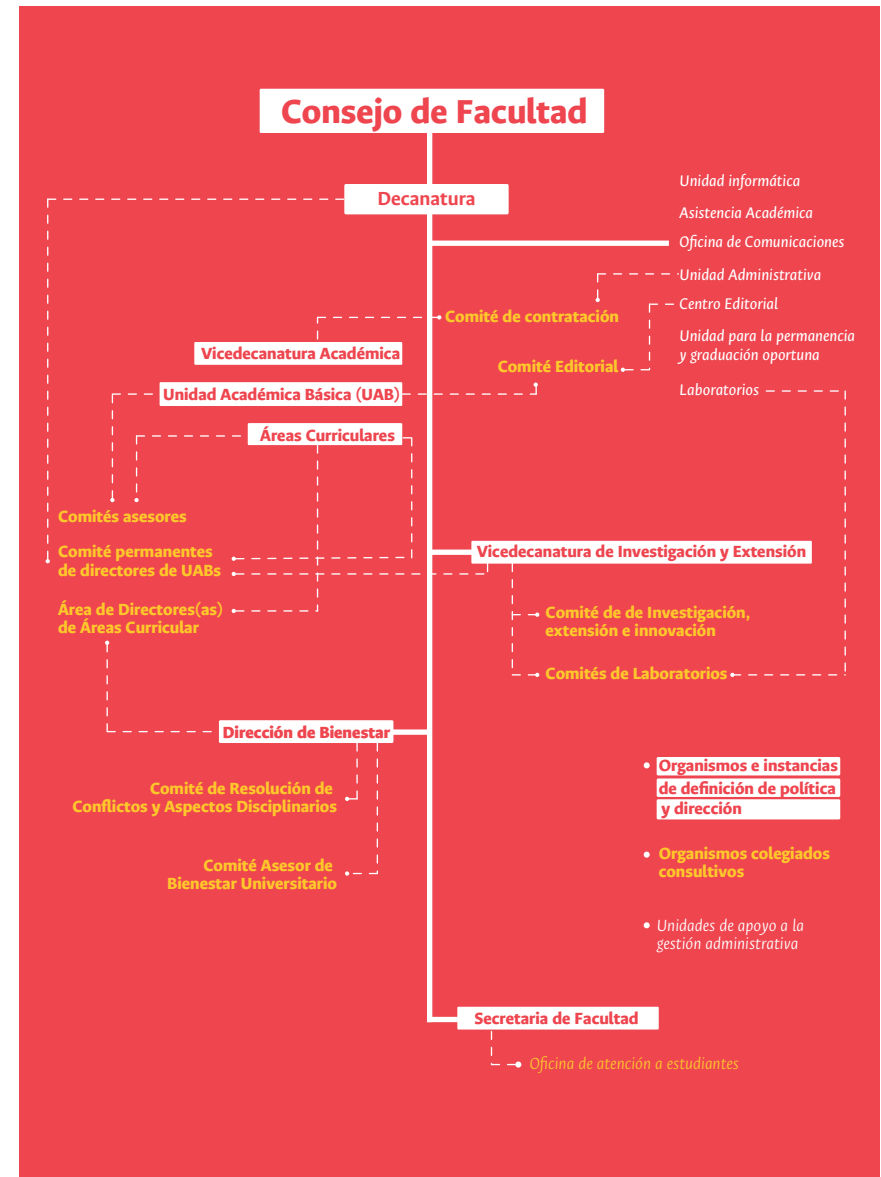 Consejo de Facultad
Decanatura
Unidad informática
Asistencia Académica
Oficina de Comunicaciones
Unidad Administrativa
Centro Editorial
Unidad para la permanencia
y graduación oportuna
Laboratorios
Comité de contratación
Vicedecanatura Académica
Comité Editorial
Unidad Académica Básica (UAB)
Áreas Curriculares
Comités asesores
Comité permanentes
de directores de UABs
Área de Directores(as)
de Áreas Curricular
Vicedecanatura de Investigación y Extensión
Comité de de Investigación,
extensión e innovación
Comités de Laboratorios
Dirección de Bienestar
Comité de Resolución de
Conflictos y Aspectos Disciplinarios
Comité Asesor de
Bienestar Universitario
Organismos e instancias
de definición de política
y dirección
Organismos colegiados
consultivos
Unidades de apoyo a la
gestión administrativa
Secretaria de Facultad
Oficina de atención a estudiantes